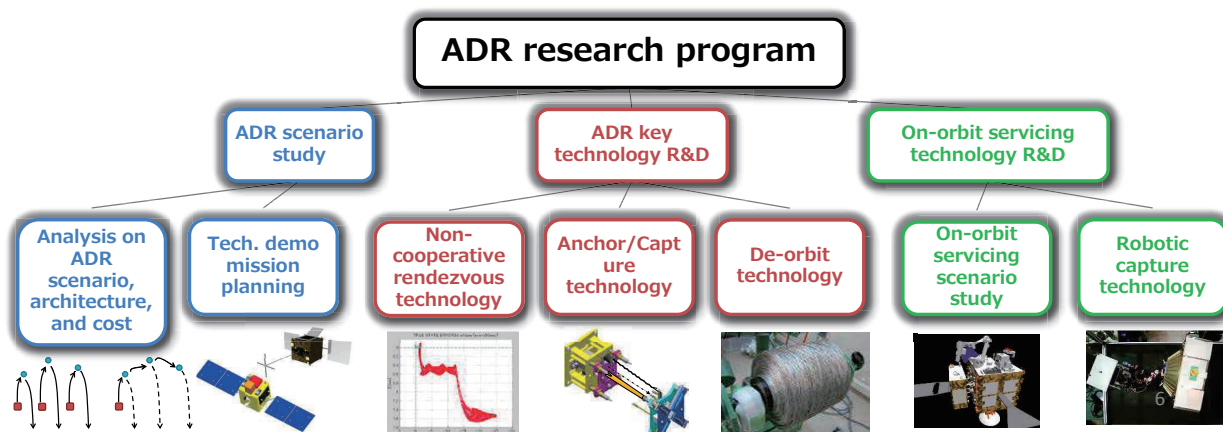 ADR research program
ADR scenario
study
ADR key
technology R&D
On-orbit servicing
technology R&D
Analysis on
ADR
scenario,
architecture,
and cost
Tech. demo
mission
planning
Non-
cooperative
rendezvous
technology
Anchor/Capt
ure technology
De-orbit
technology
On-orbit
servicing
scenario
study
Robotic
capture
technology
6